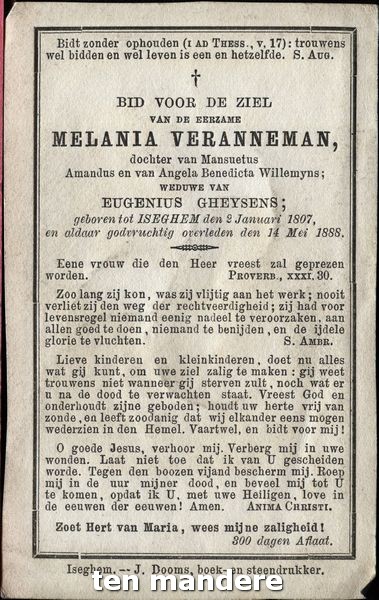 Bidt zonder ophouden (I AD THESS., V, 17): trouwens
wel bidden en wel leven is een en hetzelfde. S. AUG.
†
BID VOOR DE ZIEL
VAN DE EERZAME
MELANIA VERANNEMAN,
dochter van Mansuetus
Amandus en van Angela Benedicta Willemyns;
WEDUWE VAN
EUGENIUS GHEYSENS;
geboren tot ISEGHEM den 2 Januari 1807,
en aldaar godvruchtig overleden den 14 Mei 1888.
Eene vrouw die den Heer vreest zal geprezen
worden. PROVERB., XXXI. 30.
Zoo lang zij kon, was zij vlijtig aan het werk; nooit
verliet zij den weg der rechtveerdigheid; zij had voor
levensregel niemand eenig nadeel te veroorzaken, aan
allen goed te doen, niemand te benijden, en de ijdele
glorie te vluchten. S. AMBR.
Lieve kinderen en kleinkinderen, doet nu alles
wat gij kunt, om uwe ziel zalig te maken: gij weet
trouwens niet wanneer gij sterven zult, noch wat er
u na de dood te verwachten staat. Vreest God en
onderhoudt zijne geboden; houdt uw herte vrij van
zonde, en leeft zoodanig dat wij elkander eens mogen
wederzien in den Hemel. Vaartwel, en bidt voor mij!
O goede Jesus, verhoor mij. Verberg mij in uwe
wonden. Laat niet toe dat ik van U gescheiden
worde. Tegen den boozen vijand bescherm mij. Roep
mij in de uur mijner dood, en beveel mij tot U
te komen, opdat ik U, met uwe Heiligen, love in
de eeuwen der eeuwen! Amen. ANIMA CHRISTI.
Zoet Hert van Maria, wees mijne zaligheid!
300 dagen Aflaat.
Iseghem. — J. Dooms, boek- en steendrukker.
ten mandere